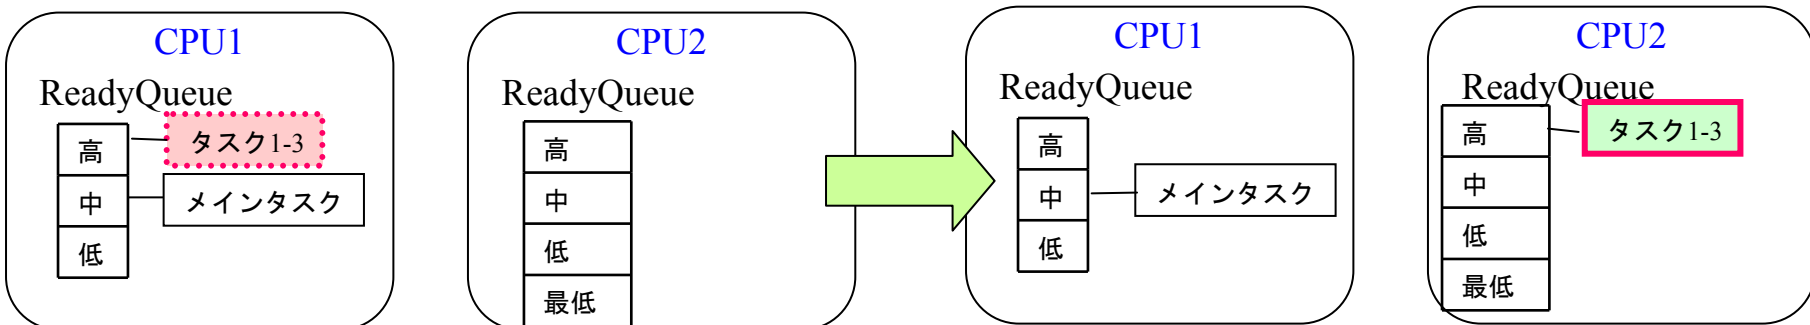 CPU1
ReadyQueue
高
タスク1-3
中
メインタスク
低
CPU2
ReadyQueue
高
中
低
最低
CPU1
ReadyQueue
高
中
メインタスク
低
CPU2
ReadyQueue
高
タスク1-3
中
低
最低